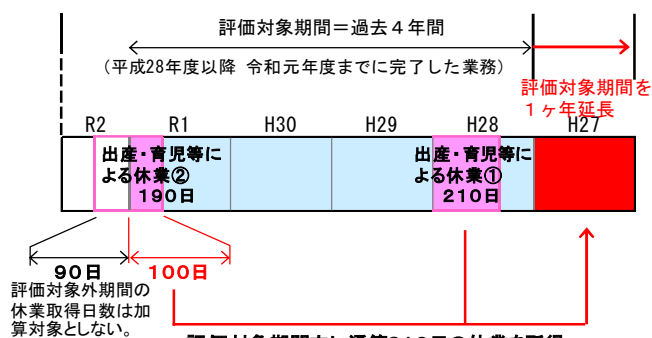 評価対象期間＝過去４年間
（平成28年度以降 令和元年度までに完了した業務）
評価対象期間を
１ヶ年延長
R2 R1 H30 H29 H28 H27
出産・育児等に
よる休業②
１９０日
出産・育児等に
よる休業①
２１０日
９０日
１００日
評価対象外期間の
休業取得日数は加
算対象としない。